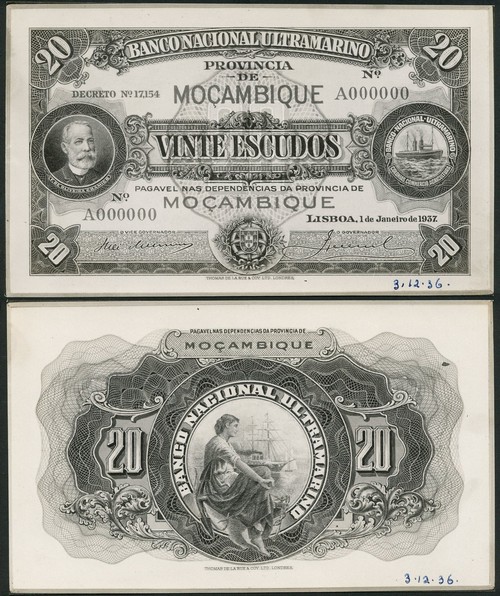 20 BANCO NACIONAL ULTRAMARINO 20
PROVINCIA
DE
DECRETO Nº 17,154 MOÇAMBIQUE Nº A000000
VINTE ESCUDOS
BANCO·NACIONAL·ULTRAMARINO
PAGAVEL NAS DEPENDENCIAS DA PROVINCIA DE
Nº A000000 MOÇAMBIQUE
LISBOA, 1 de Janeiro de 1937.
O VICE GOVERNADOR O GOVERNADOR
20 20
THOMAS DE LA RUE & COY LTD. LONDRES.
3.12.36.
PAGAVEL NAS DEPENDENCIAS DA PROVINCIA DE
MOÇAMBIQUE
BANCO NACIONAL ULTRAMARINO
20 20
THOMAS DE LA RUE & COY LTD. LONDRES.
3.12.36.